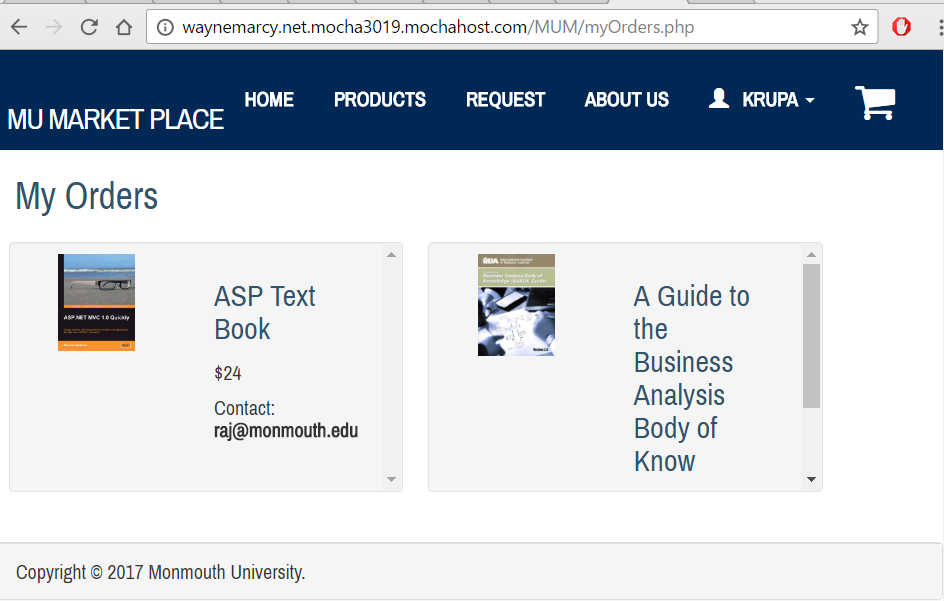 waynemarcy.net.mocha3019.mochahost.com/MUM/myOrders.php
MU MARKET PLACE
HOME
PRODUCTS
REQUEST
ABOUT US
KRUPA
My Orders
ASP.NET MVC 1.0 Quickly
ASP Text
Book
$24
Contact:
raj@monmouth.edu
IIBA
Business Analysis Body of
Knowledge (BABOK Guide)
A Guide to
the
Business
Analysis
Body of
Know
Copyright © 2017 Monmouth University.